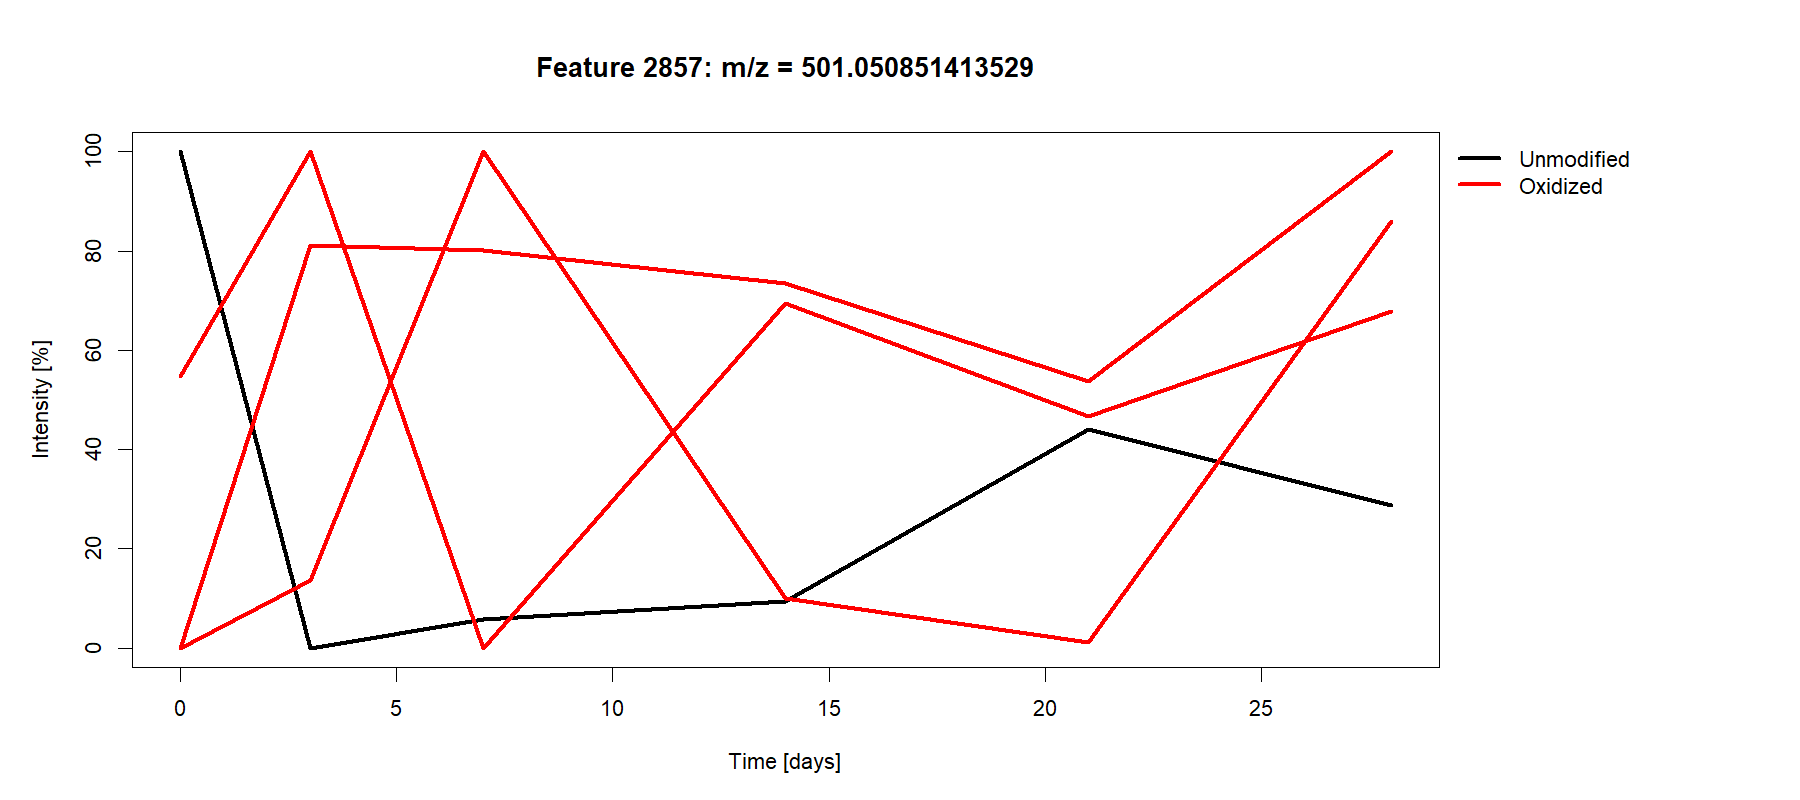 Feature 2857: m/z = 501.050851413529
Unmodified
Oxidized
Intensity [%]
100
80
60
40
20
0
0 5 10 15 20 25
Time [days]